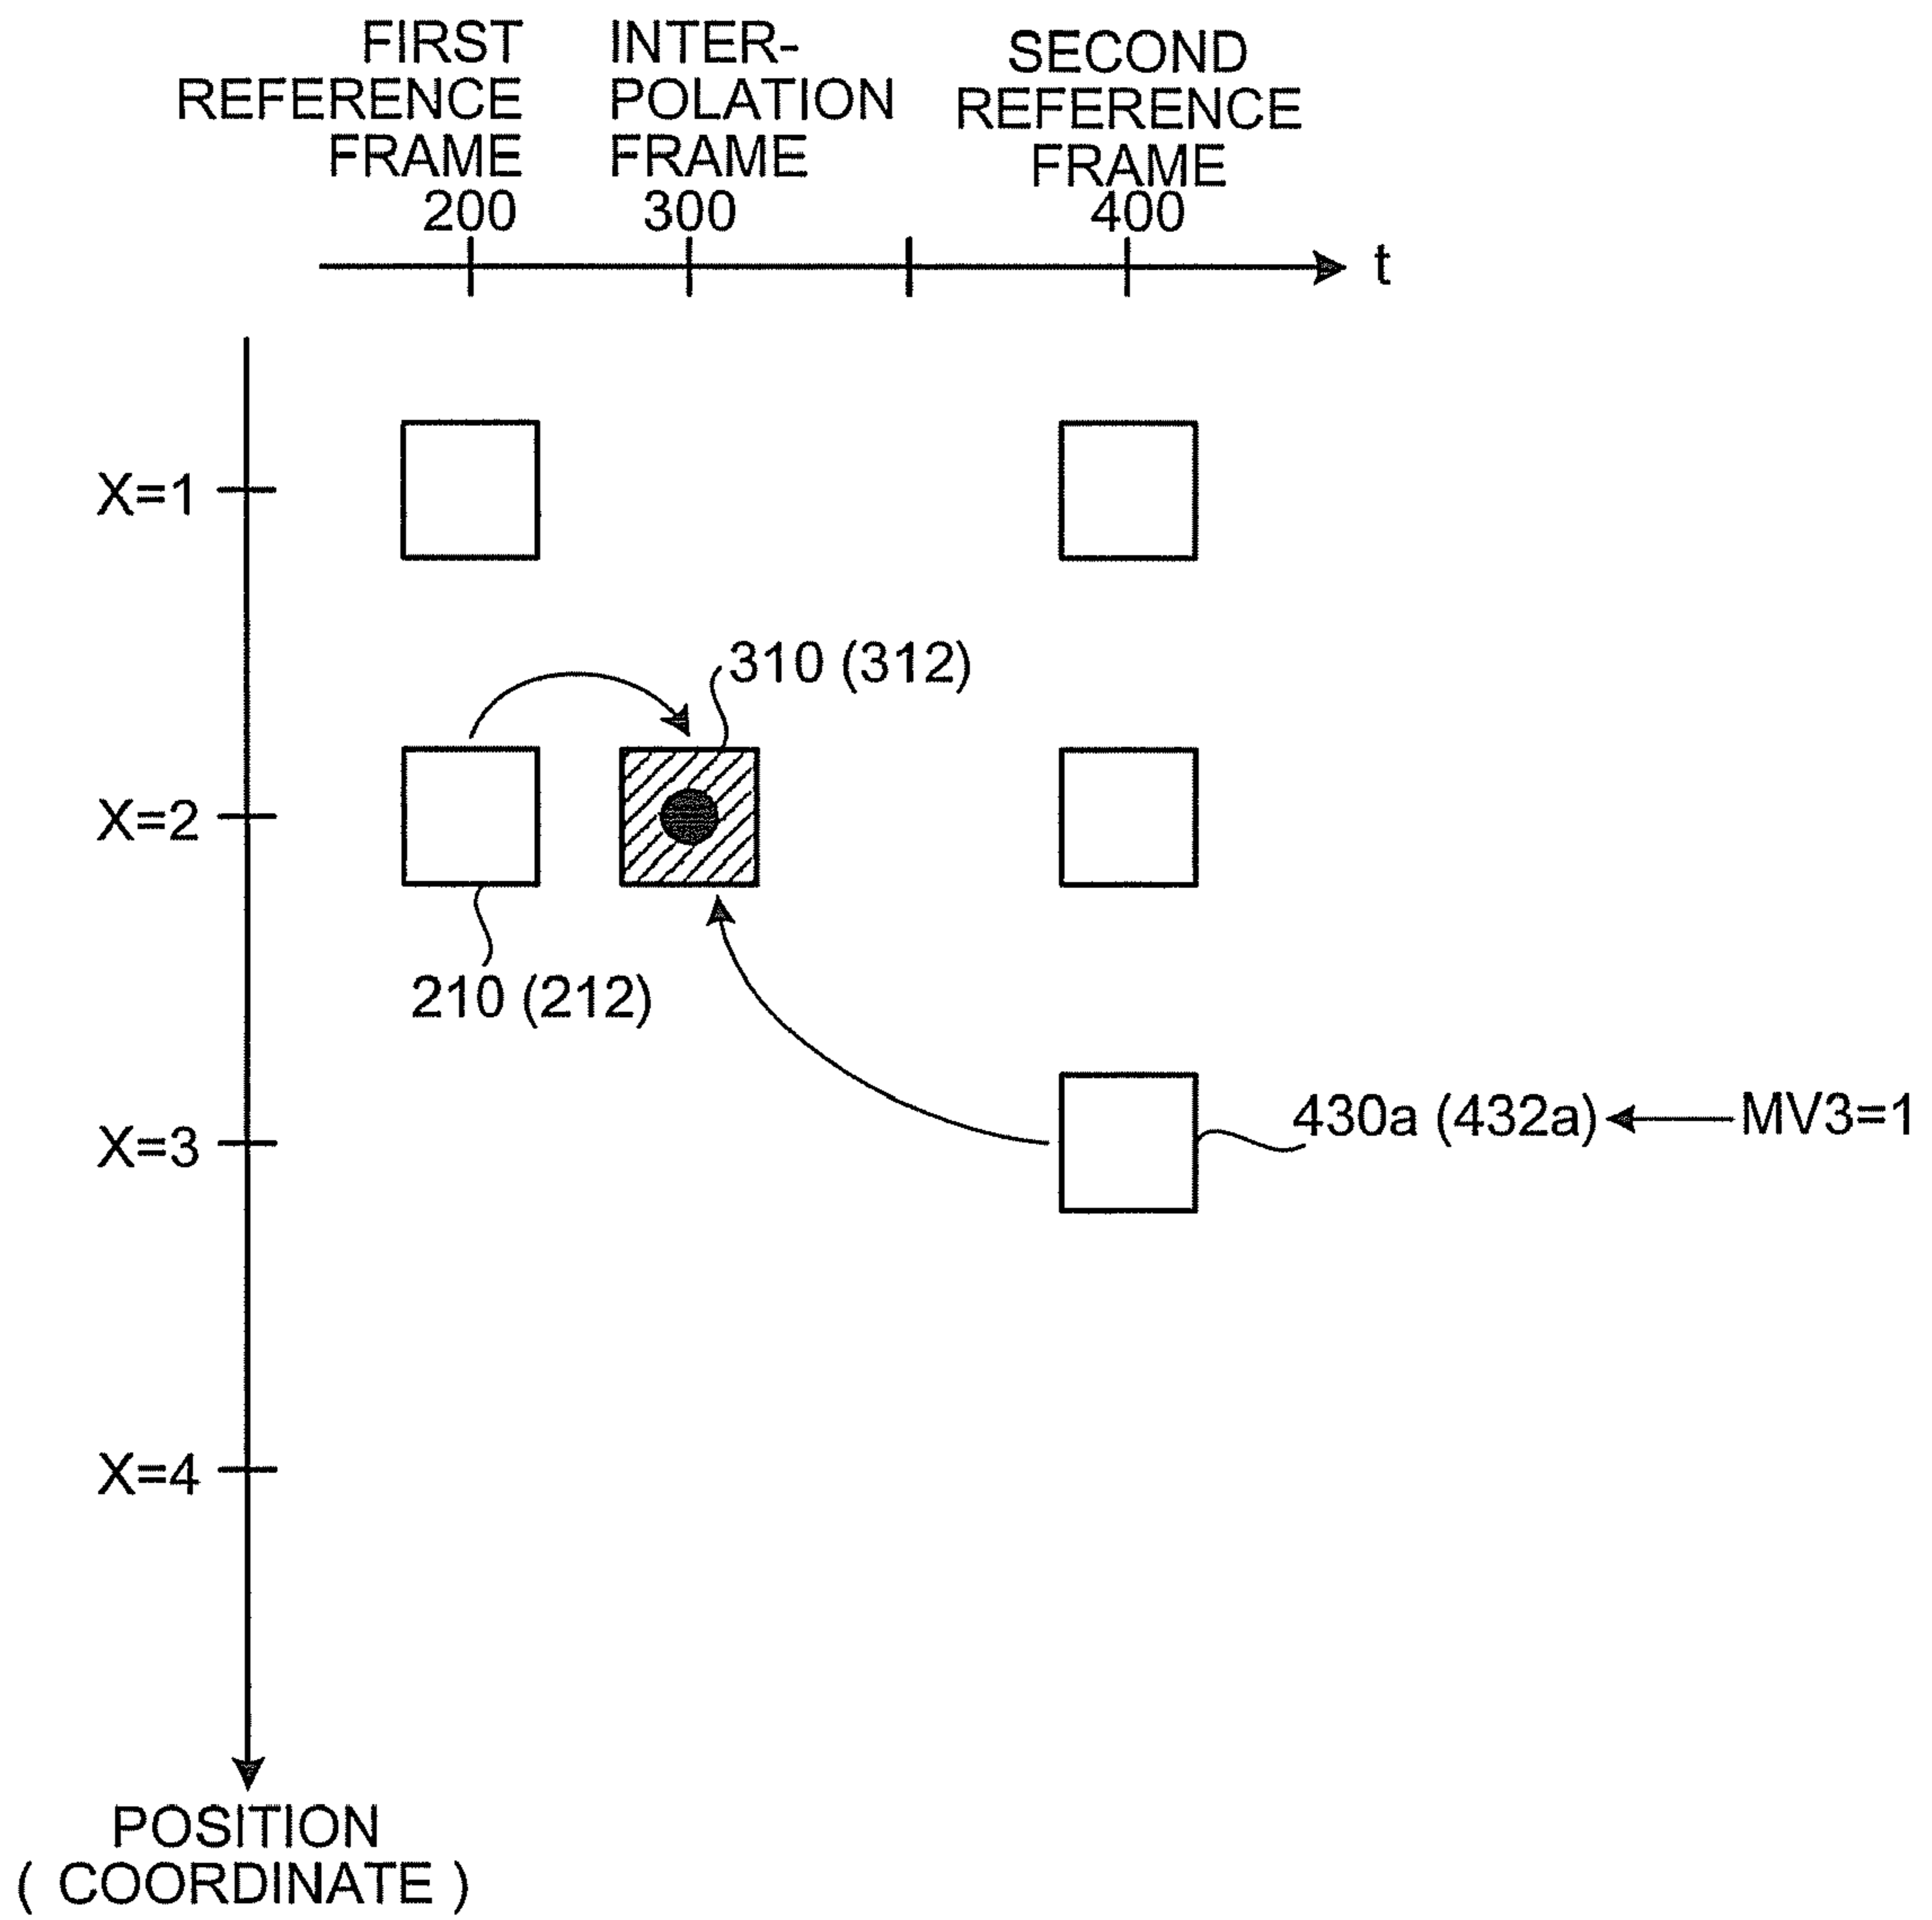 FIRST
REFERENCE
FRAME
200
INTER-
POLATION
FRAME
300
SECOND
REFERENCE
FRAME
400
t
X=1
310 (312)
X=2
210 (212)
430a (432a)
MV3=1
X=3
X=4
POSITION
( COORDINATE )